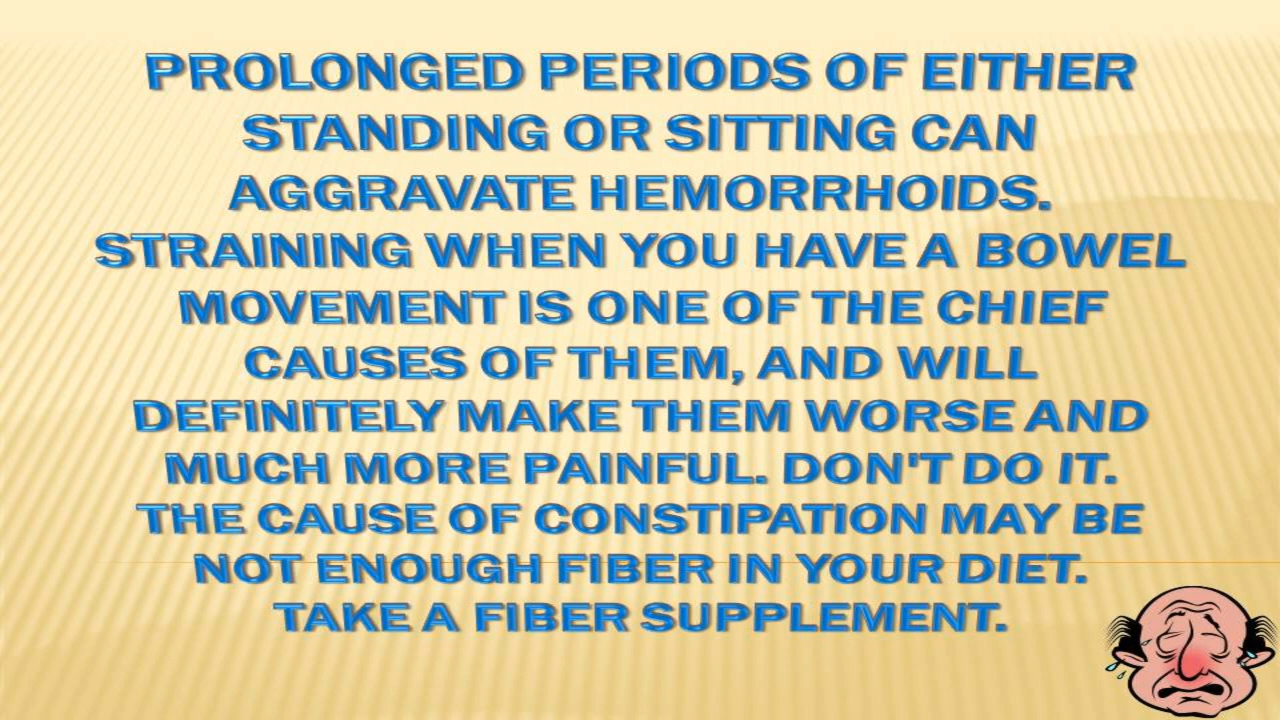 PROLONGED PERIODS OF EITHER
STANDING OR SITTING CAN
AGGRAVATE HEMORRHOIDS.
STRAINING WHEN YOU HAVE A BOWEL
MOVEMENT IS ONE OF THE CHIEF
CAUSES OF THEM, AND WILL
DEFINITELY MAKE THEM WORSE AND
MUCH MORE PAINFUL. DON'T DO IT.
THE CAUSE OF CONSTIPATION MAY BE
NOT ENOUGH FIBER IN YOUR DIET.
TAKE A FIBER SUPPLEMENT.